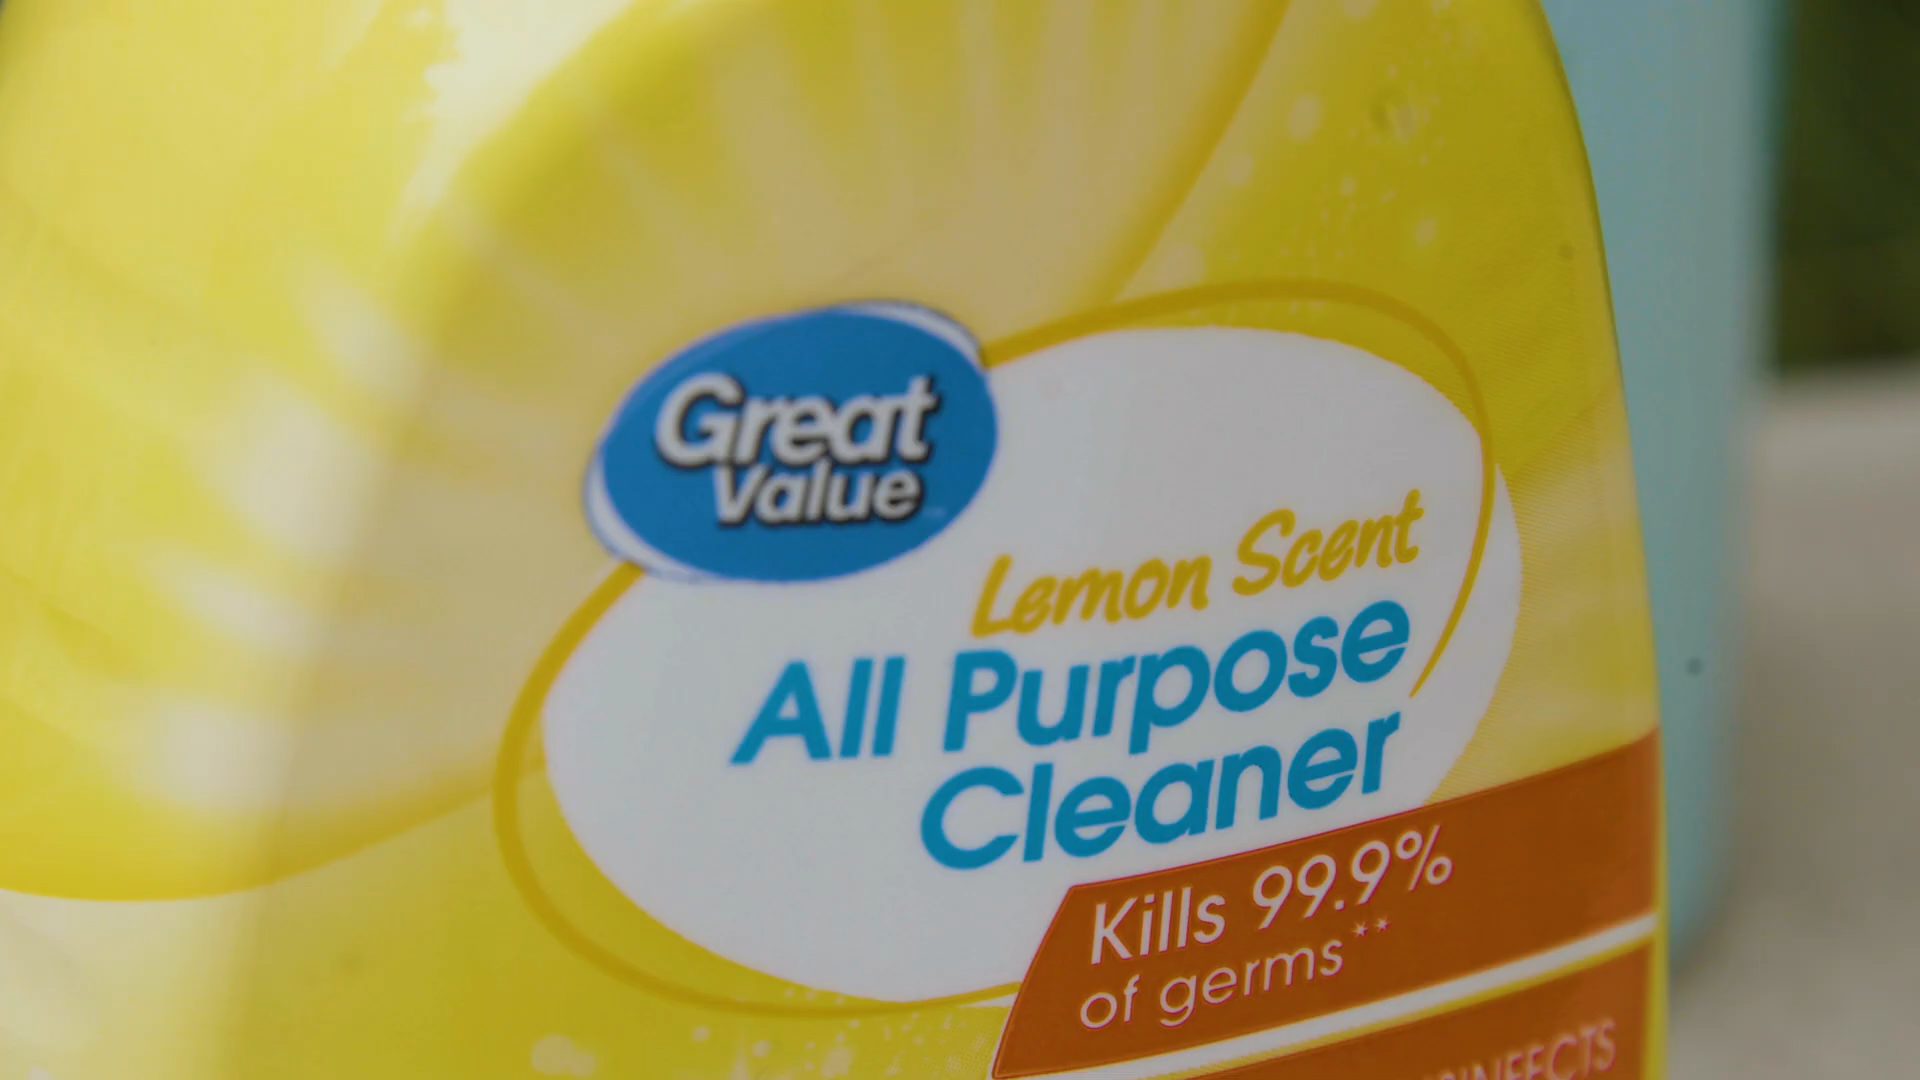 Great
Value
Lemon Scent
All Purpose
Cleaner
Kills 99.9%
of germs**